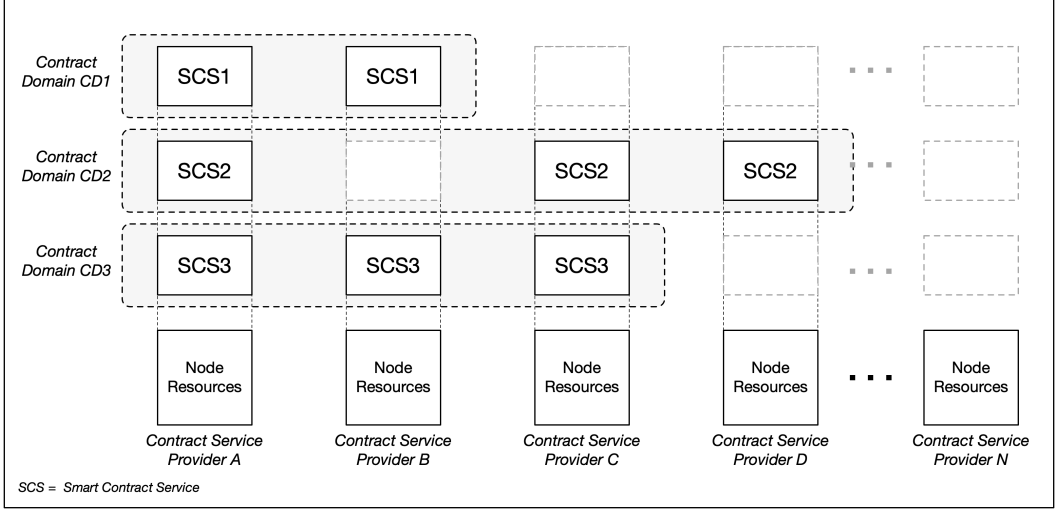 Contract
Domain CD1
SCS1
SCS1
Contract
Domain CD2
SCS2
SCS2
SCS2
Contract
Domain CD3
SCS3
SCS3
SCS3
Node
Resources
Node
Resources
Node
Resources
Node
Resources
Node
Resources
Contract Service
Provider A
Contract Service
Provider B
Contract Service
Provider C
Contract Service
Provider D
Contract Service
Provider N
SCS = Smart Contract Service